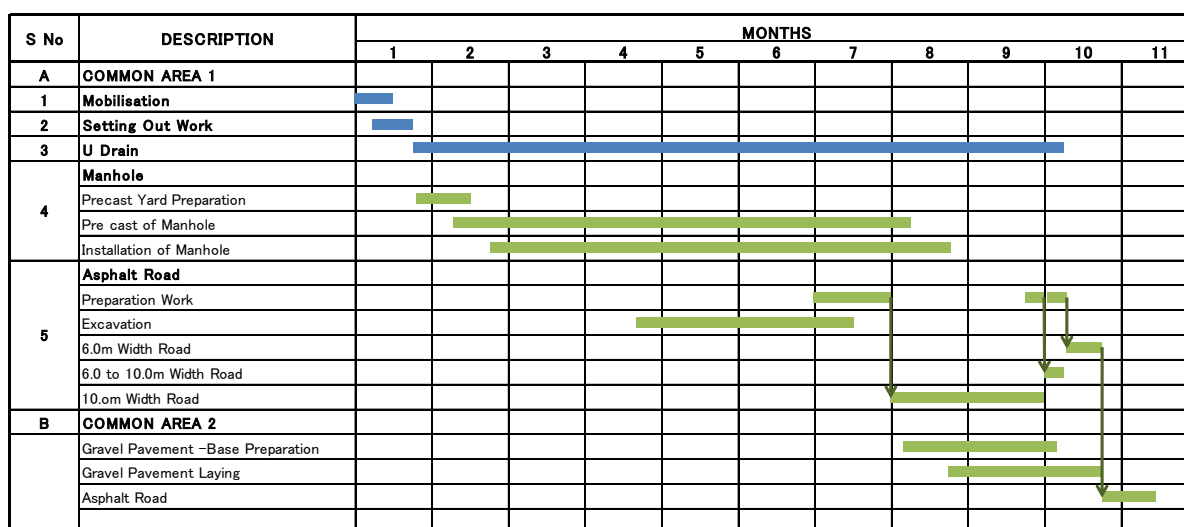 S No DESCRIPTION MONTHS
1 2 3 4 5 6 7 8 9 10 11
A COMMON AREA 1
1 Mobilisation
2 Setting Out Work
3 U Drain
4 Manhole
Precast Yard Preparation
Pre cast of Manhole
Installation of Manhole
5 Asphalt Road
Preparation Work
Excavation
6.0m Width Road
6.0 to 10.0m Width Road
10.om Width Road
B COMMON AREA 2
Gravel Pavement -Base Preparation
Gravel Pavement Laying
Asphalt Road